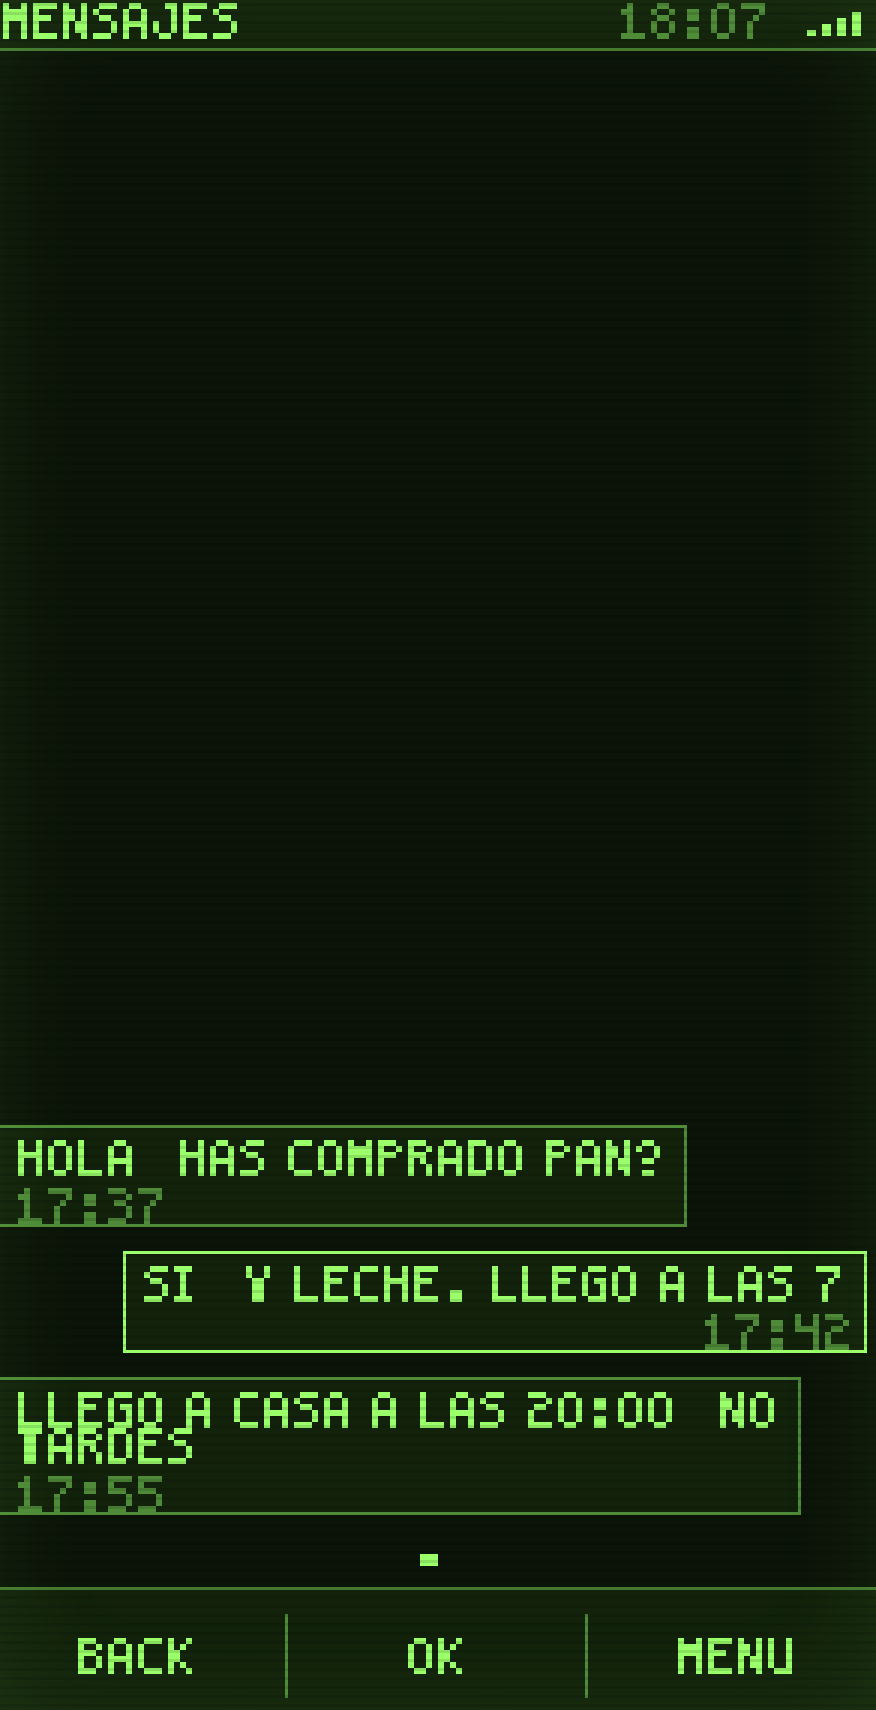 MENSAJES 18:07
HOLA HAS COMPRADO PAN?
17:37
SI Y LECHE. LLEGO A LAS 7
17:42
LLEGO A CASA A LAS 20:00 NO
TARDES
17:55
BACK OK MENU